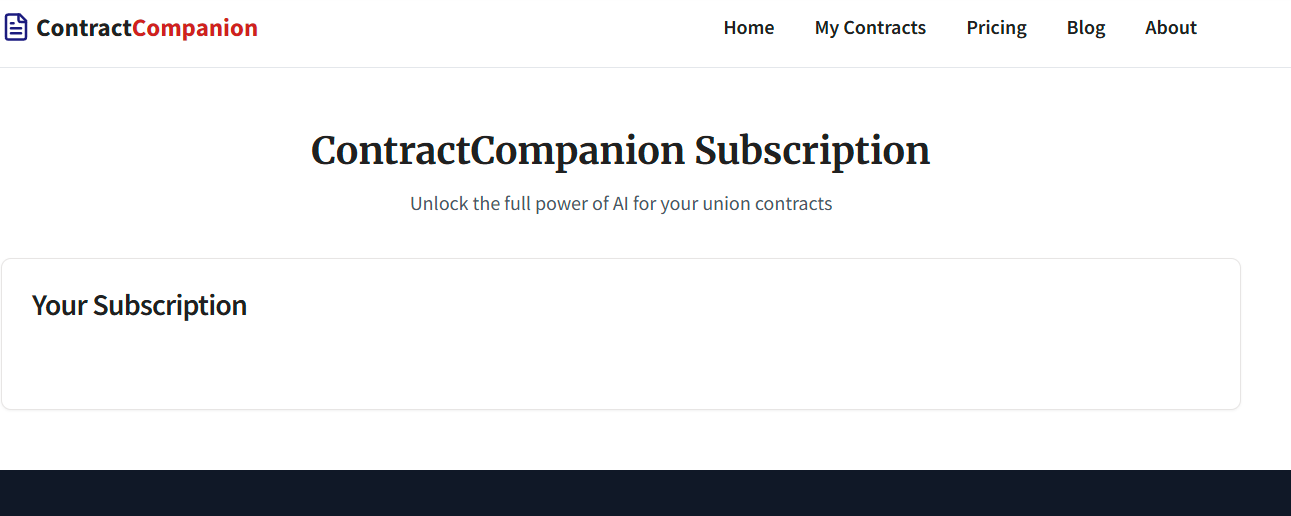 ContractCompanion
Home My Contracts Pricing Blog About
ContractCompanion Subscription
Unlock the full power of AI for your union contracts
Your Subscription